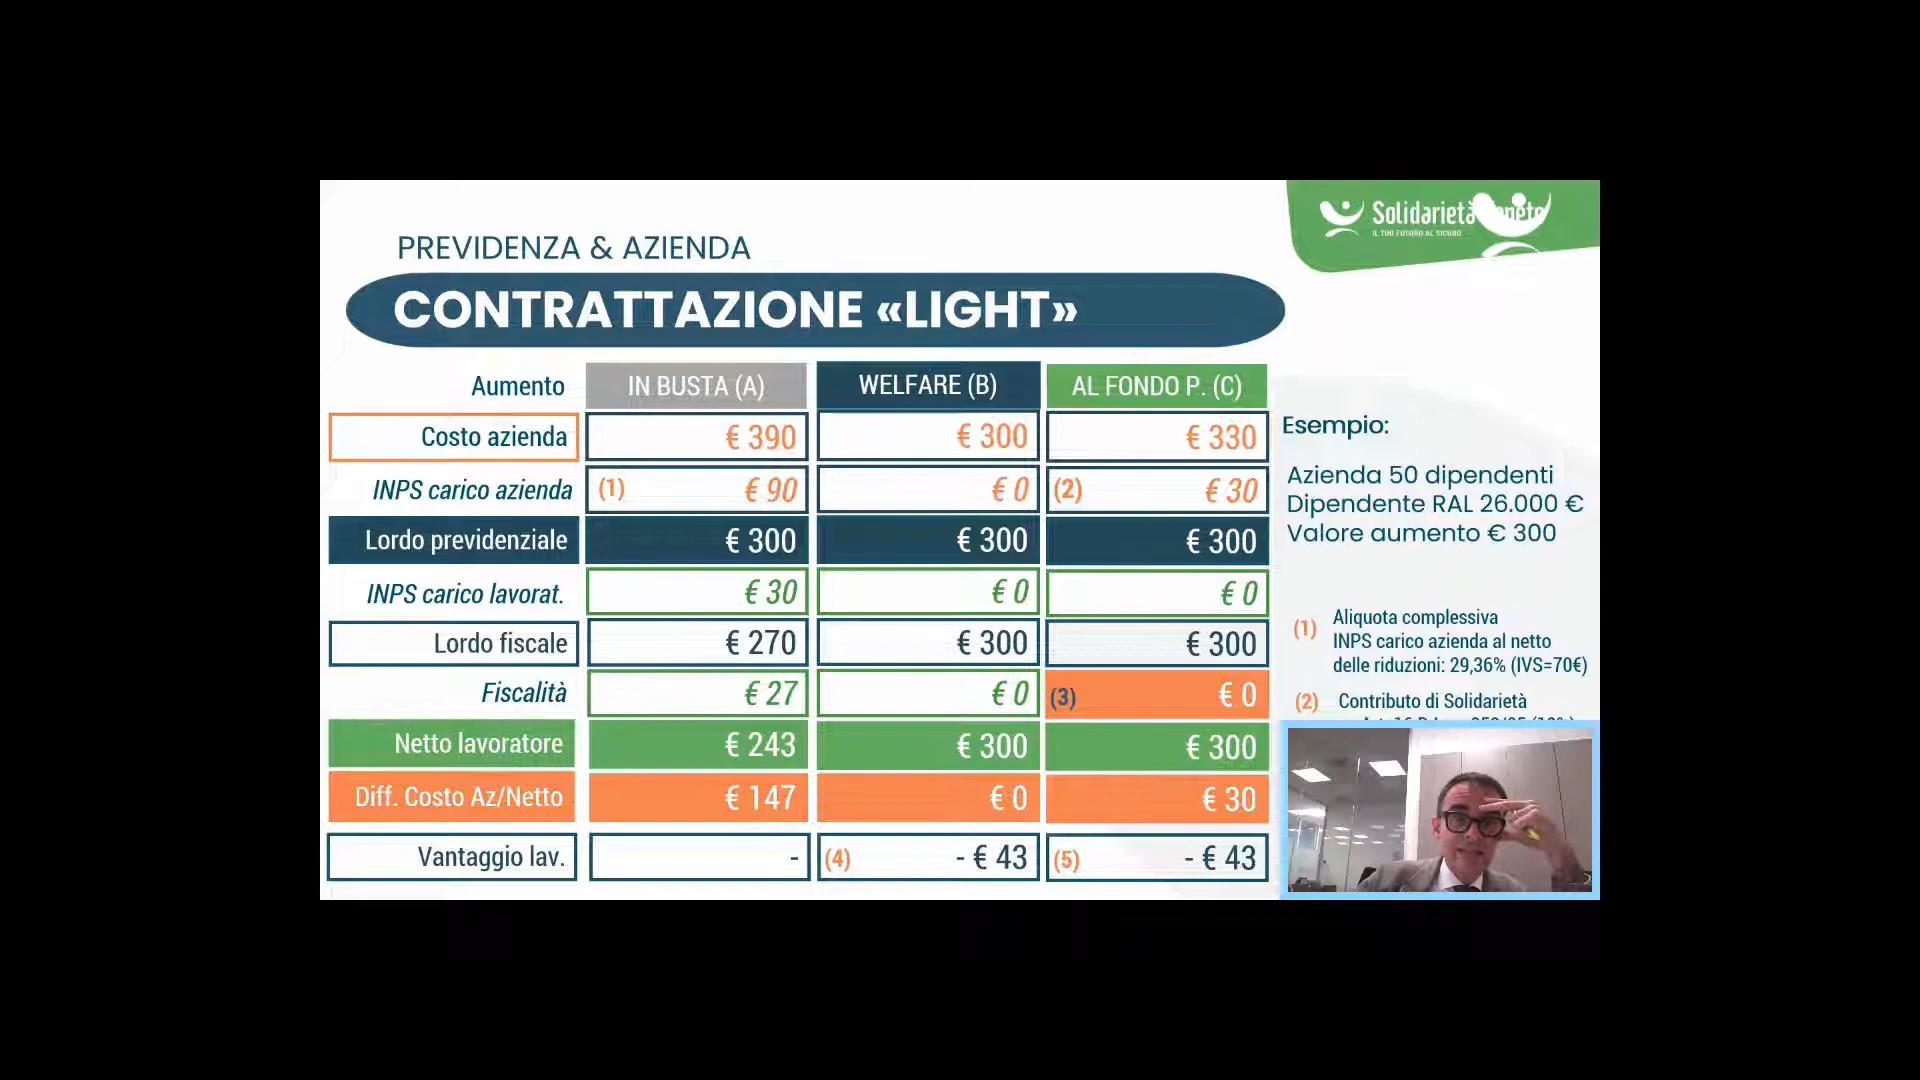 Solidarietà Veneto
IL TUO FUTURO AL SICURO
PREVIDENZA & AZIENDA
CONTRATTAZIONE «LIGHT»
Aumento IN BUSTA (A) WELFARE (B) AL FONDO P. (C)
Costo azienda € 390 € 300 € 330
INPS carico azienda (1) € 90 € 0 (2) € 30
Lordo previdenziale € 300 € 300 € 300
INPS carico lavorat. € 30 € 0 € 0
Lordo fiscale € 270 € 300 € 300
Fiscalità € 27 € 0 (3) € 0
Netto lavoratore € 243 € 300 € 300
Diff. Costo Az/Netto € 147 € 0 € 30
Vantaggio lav. - (4) - € 43 (5) - € 43
Esempio:
Azienda 50 dipendenti
Dipendente RAL 26.000 €
Valore aumento € 300
(1) Aliquota complessiva
INPS carico azienda al netto
delle riduzioni: 29,36% (IVS=70€)
(2) Contributo di Solidarietà